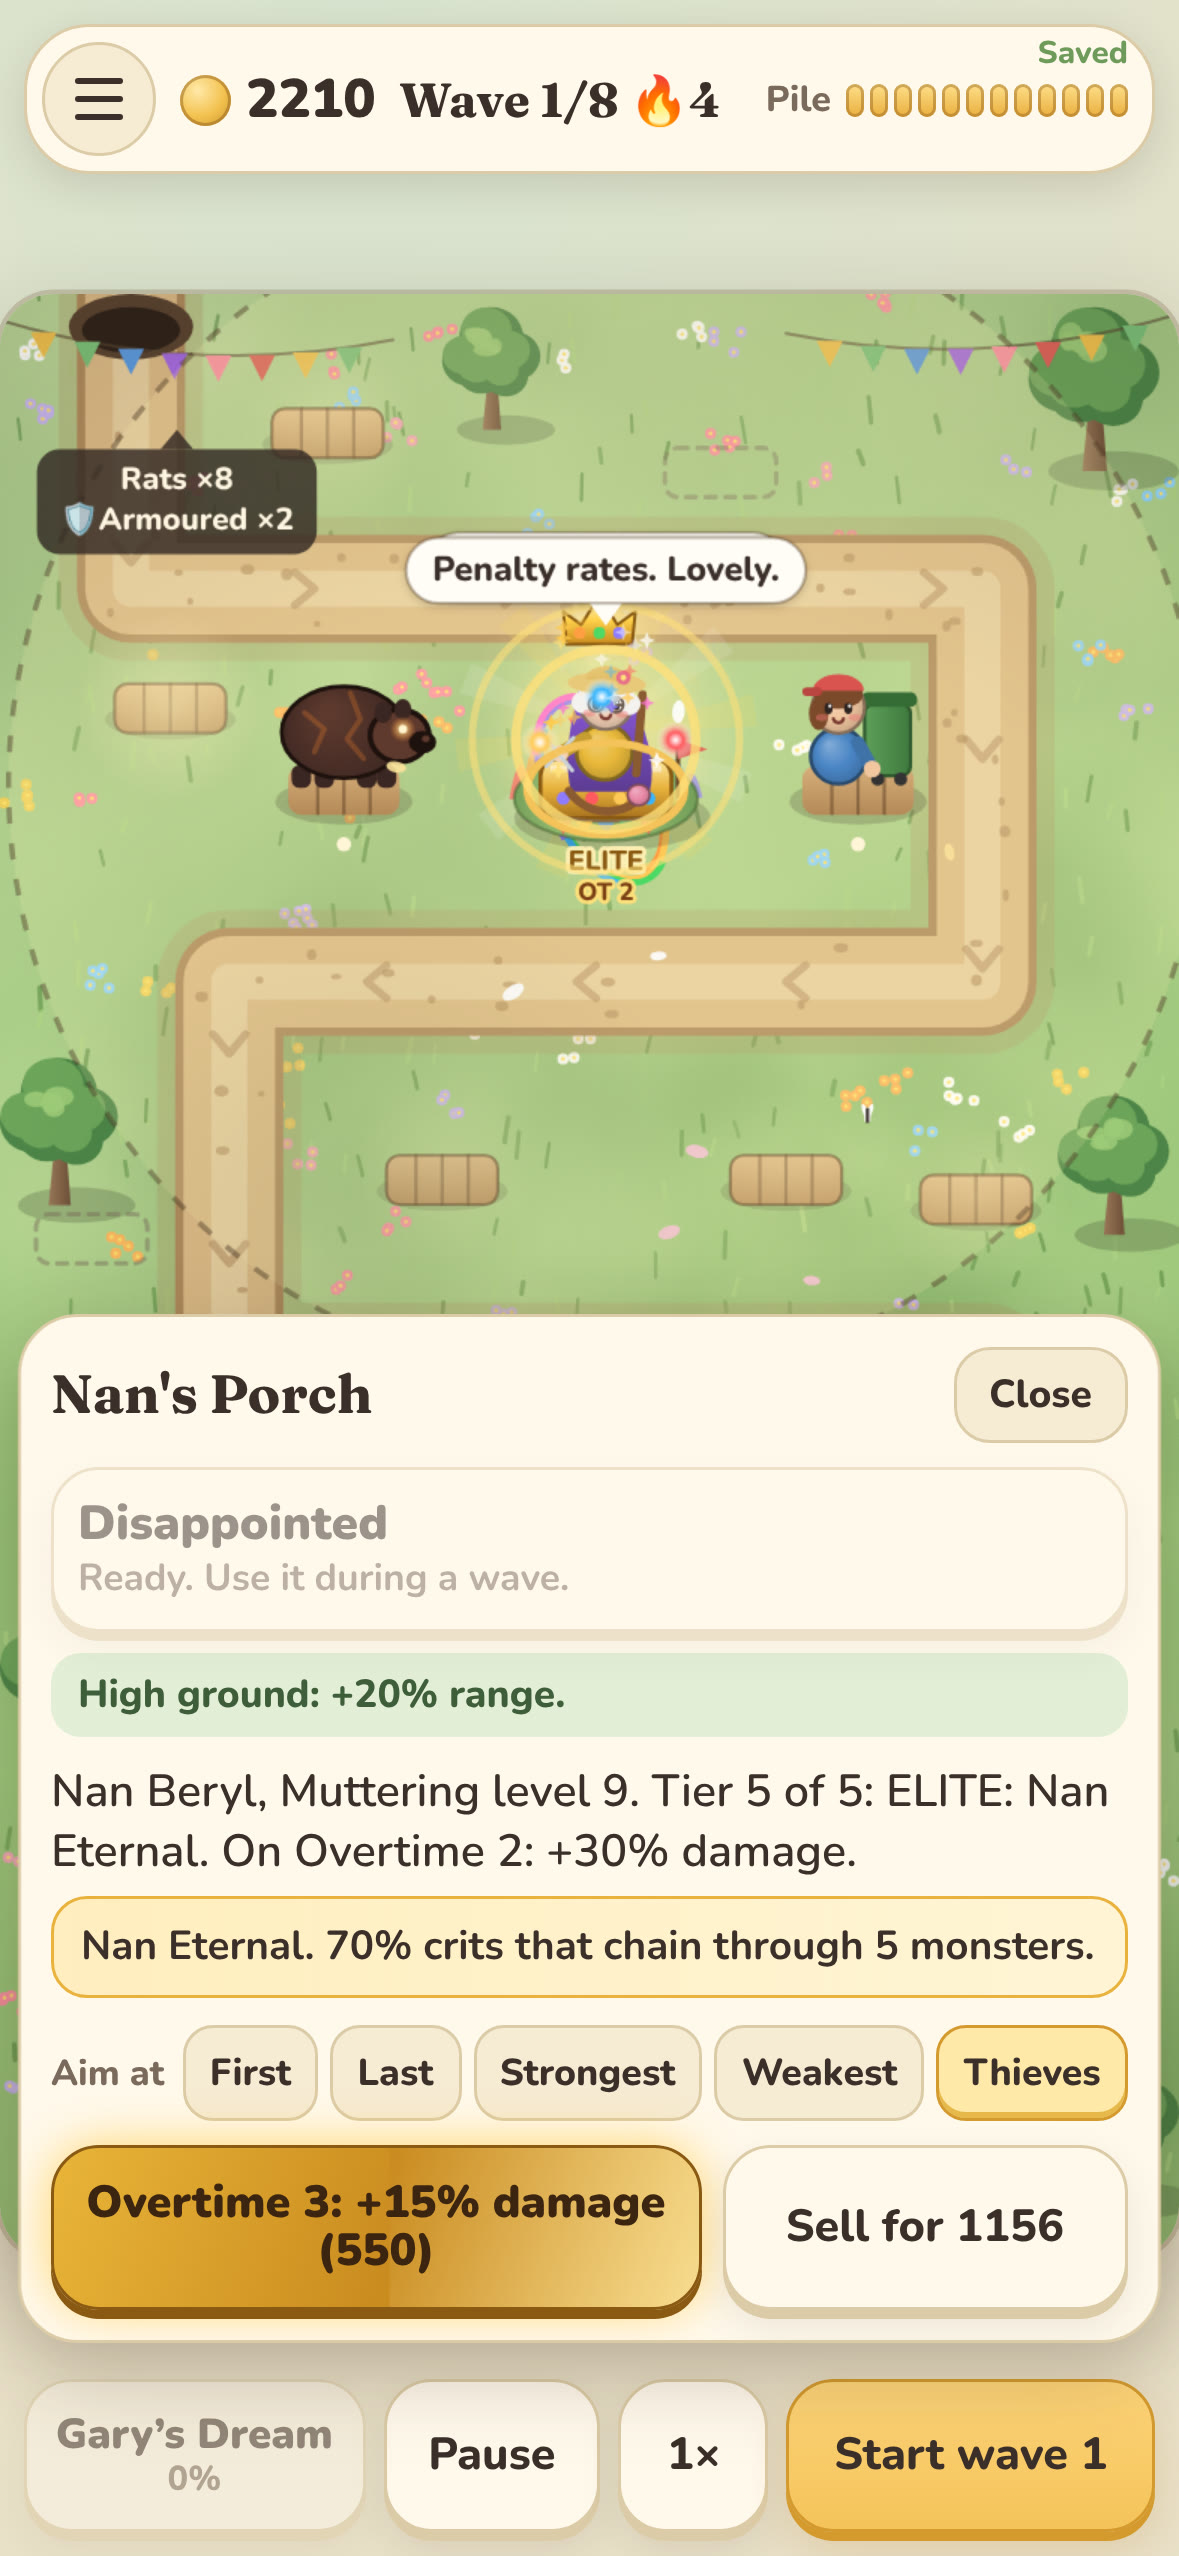 Saved
2210 Wave 1/8 🔥4 Pile
Rats ×8
🛡️Armoured ×2
Penalty rates. Lovely.
ELITE
OT 2
Nan's Porch
Close
Disappointed
Ready. Use it during a wave.
High ground: +20% range.
Nan Beryl, Muttering level 9. Tier 5 of 5: ELITE: Nan
Eternal. On Overtime 2: +30% damage.
Nan Eternal. 70% crits that chain through 5 monsters.
Aim at First Last Strongest Weakest Thieves
Overtime 3: +15% damage
(550)
Sell for 1156
Gary’s Dream
0%
Pause
1×
Start wave 1